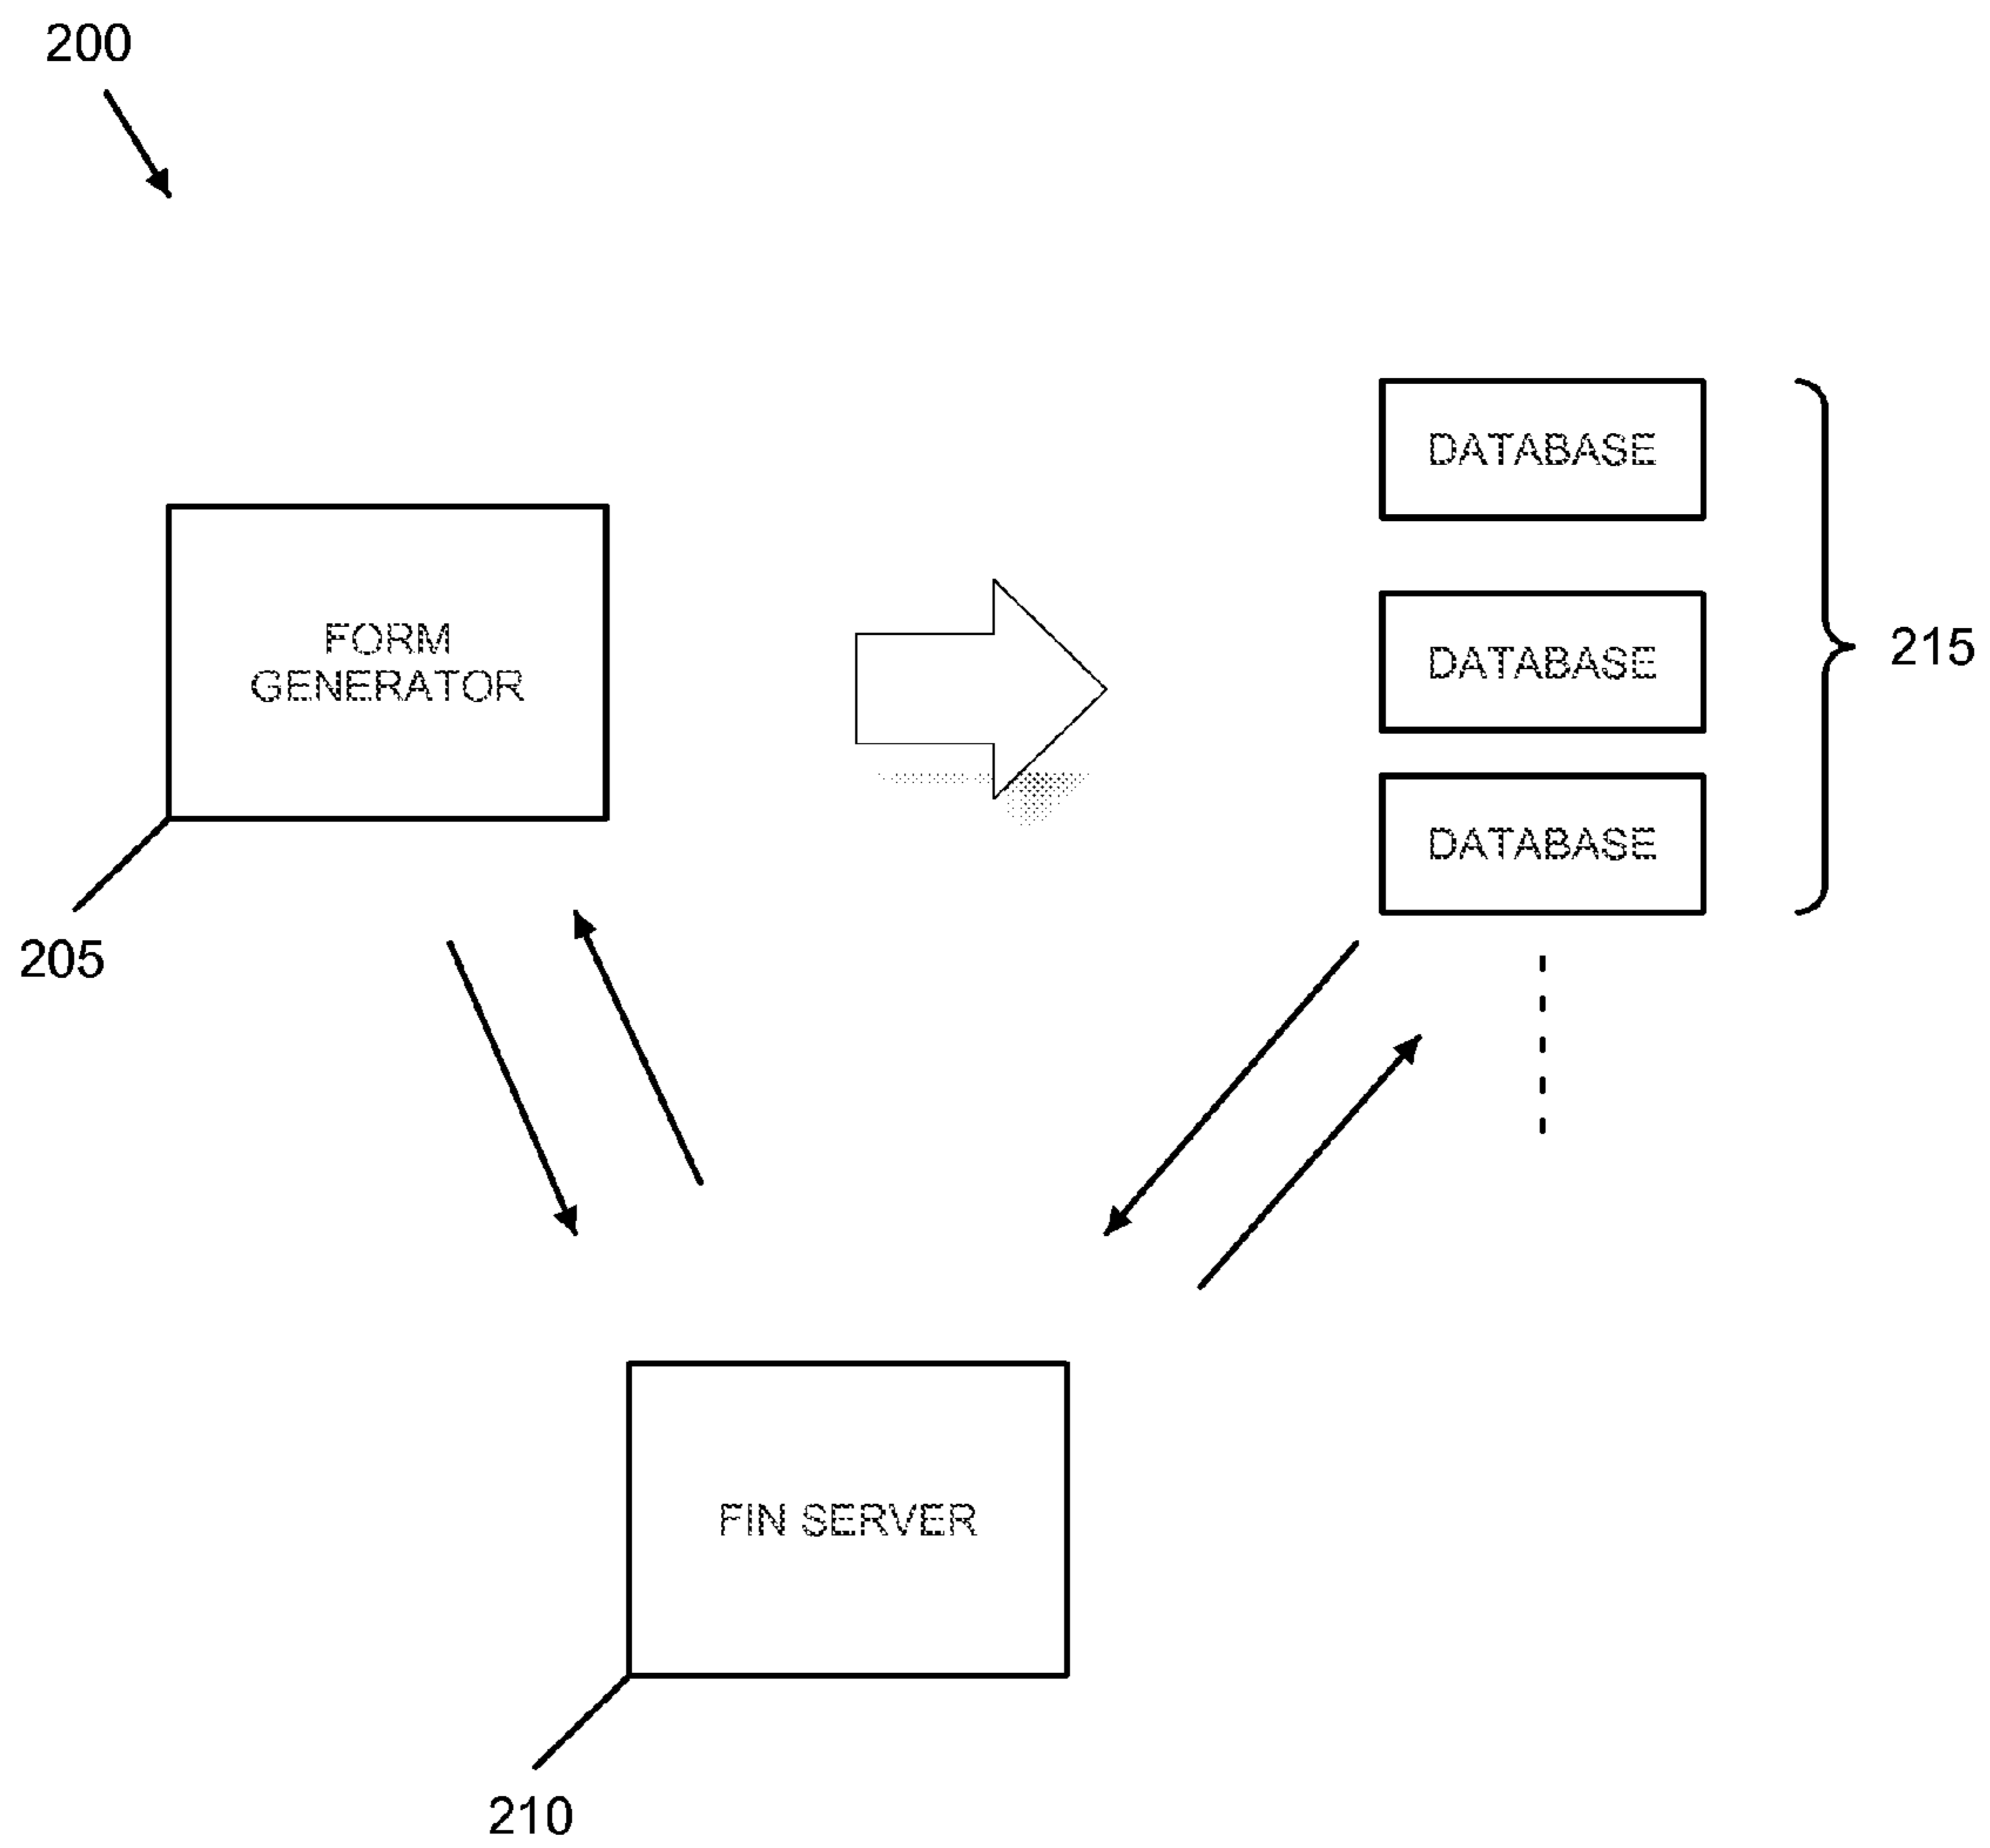 200
DATABASE
FORM
GENERATOR
DATABASE
215
DATABASE
205
FIN SERVER
210